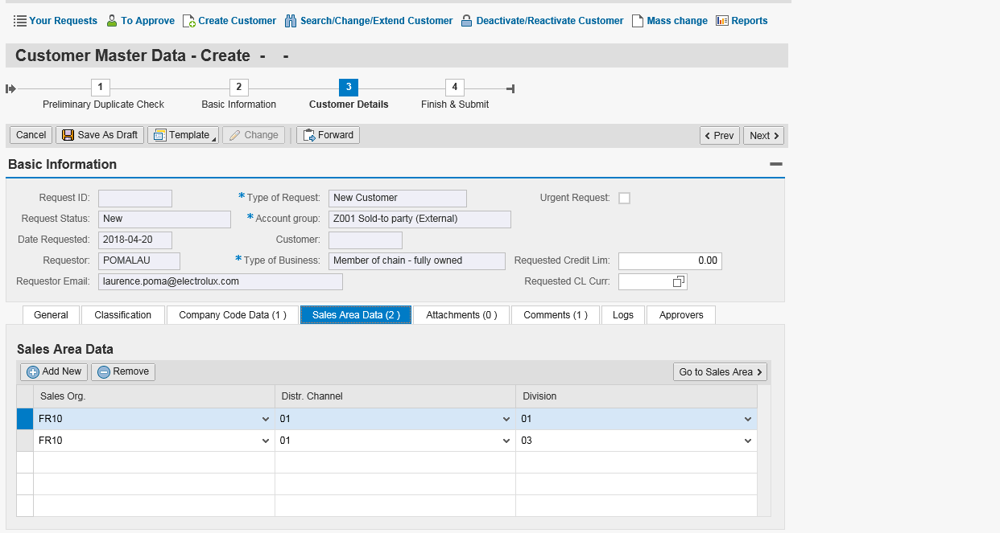 Your Requests To Approve Create Customer Search/Change/Extend Customer Deactivate/Reactivate Customer Mass change Reports
Customer Master Data - Create - -
1 2 3 4
Preliminary Duplicate Check Basic Information Customer Details Finish & Submit
Cancel Save As Draft Template Change Forward Prev Next
Basic Information
Request ID: * Type of Request: New Customer Urgent Request:
Request Status: New * Account group: Z001 Sold-to party (External)
Date Requested: 2018-04-20 Customer:
Requestor: POMALAU * Type of Business: Member of chain - fully owned Requested Credit Lim: 0.00
Requestor Email: laurence.poma@electrolux.com Requested CL Curr:
General Classification Company Code Data (1 ) Sales Area Data (2 ) Attachments (0 ) Comments (1 ) Logs Approvers
Sales Area Data
Add New Remove Go to Sales Area
Sales Org. Distr. Channel Division
FR10 01 01
FR10 01 03